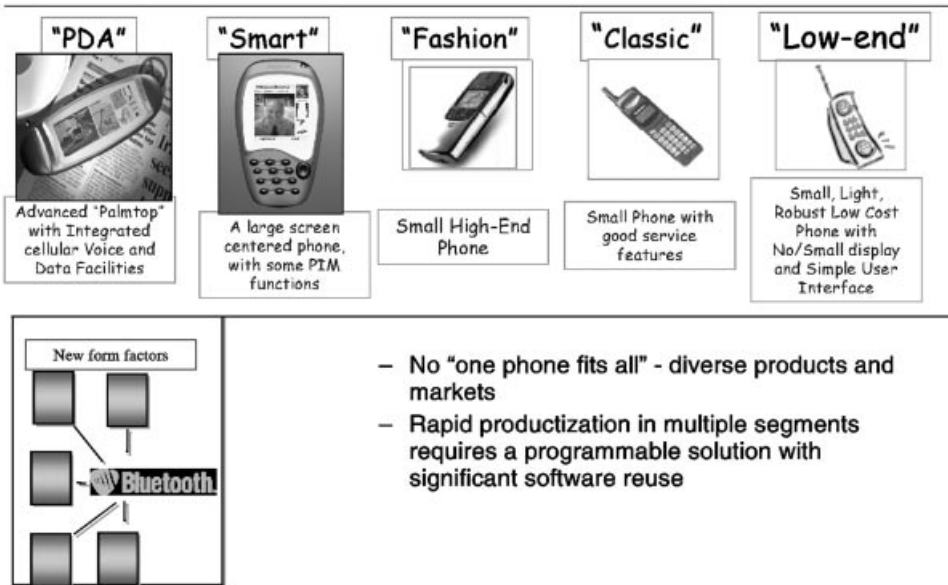 "PDA"
"Smart"
"Fashion"
"Classic"
"Low-end"
Advanced "Palmtop"
with Integrated
cellular Voice and
Data Facilities
A large screen
centered phone,
with some PIM
functions
Small High-End
Phone
Small Phone with
good service
features
Small, Light,
Robust Low Cost
Phone with
No/Small display
and Simple User
Interface
New form factors
Bluetooth.
– No "one phone fits all" - diverse products and
markets
– Rapid productization in multiple segments
requires a programmable solution with
significant software reuse